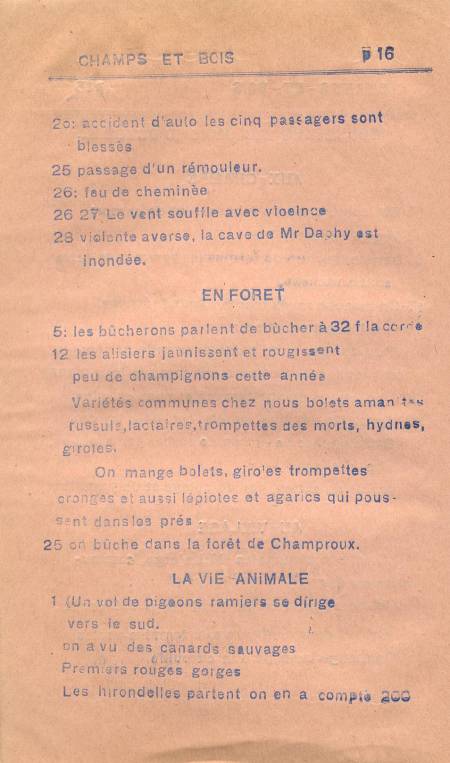 CHAMPS ET BOIS p 16
20: accident d'auto les cinq passagers sont
blessés
25 passage d'un rémouleur.
26: feu de cheminèe
26 27 Le vent souffle avec vioelnce
28 violente averse, la cave de Mr Daphy est
inondée.
EN FORET
5: les bûcherons parlent de bûcher à 32 f la corde
12 les alisiers jaunissent et rougissent
peu de champignons cette année
Variétés communes chez nous bolets amanites
russule, lactaires, trompettes des morts, hydnes,
giroles.
On mange bolets, giroles trompettes
oronges et aussi lépiotes et agarics qui pous-
sent dans les prés
25 on bûche dans la forêt de Champroux.
LA ViE ANiMALE
1 (Un vol de pigeons ramiers se dirige
vers le sud.
on a vu des canards sauvages
Premiers rouges gorges
Les hirondelles partent on en a compté 200